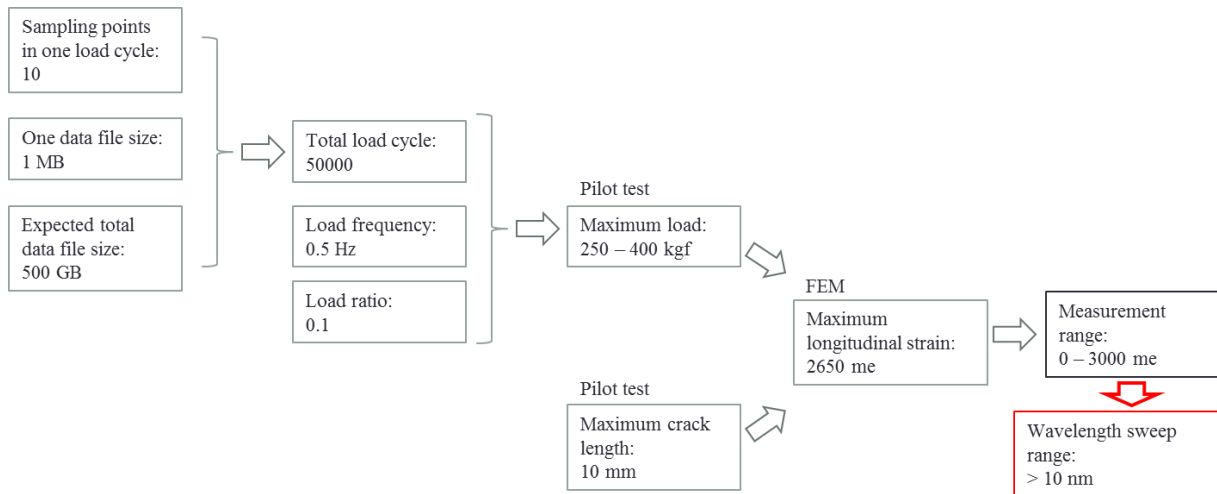 Sampling points
in one load cycle:
10
One data file size:
1 MB
Expected total
data file size:
500 GB
Total load cycle:
50000
Load frequency:
0.5 Hz
Load ratio:
0.1
Pilot test
Maximum load:
250 – 400 kgf
Pilot test
Maximum crack
length:
10 mm
FEM
Maximum
longitudinal strain:
2650 me
Measurement
range:
0 – 3000 me
Wavelength sweep
range:
> 10 nm